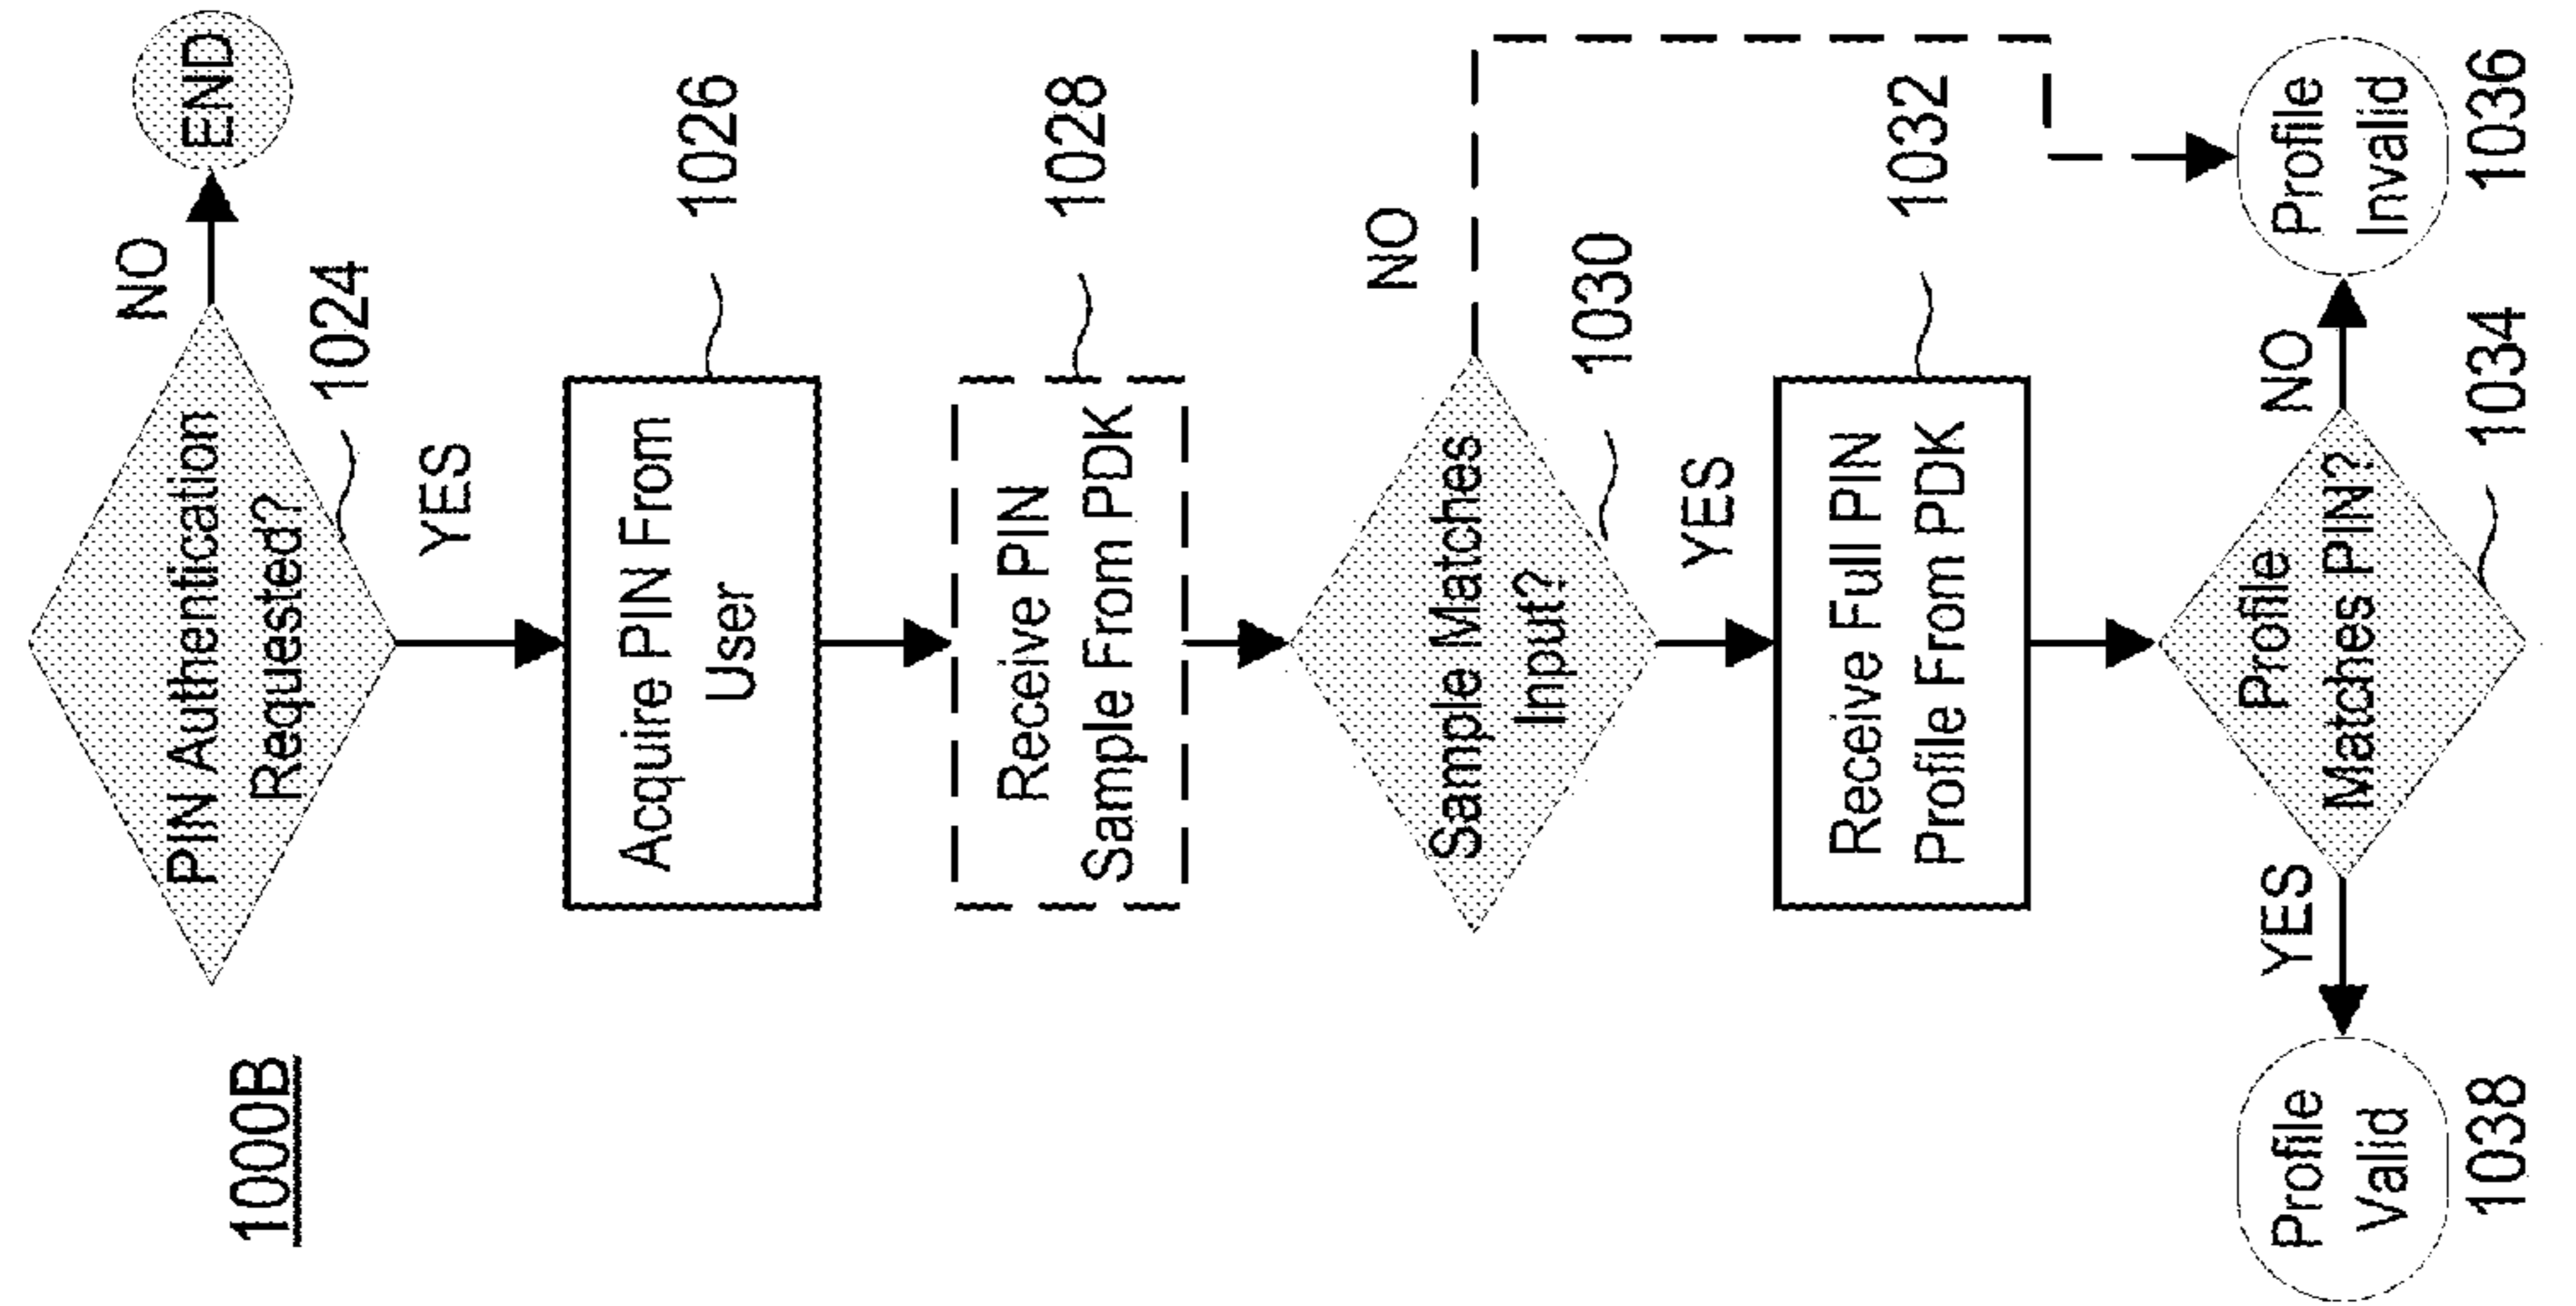 1000B
PIN Authentication
Requested?
1024
NO
END
YES
Acquire PIN From
User
1026
Receive PIN
Sample From PDK
1028
Sample Matches
Input?
1030
NO
YES
Receive Full PIN
Profile From PDK
1032
Profile
Matches PIN?
1034
NO
Profile
Invalid
1036
YES
Profile
Valid
1038